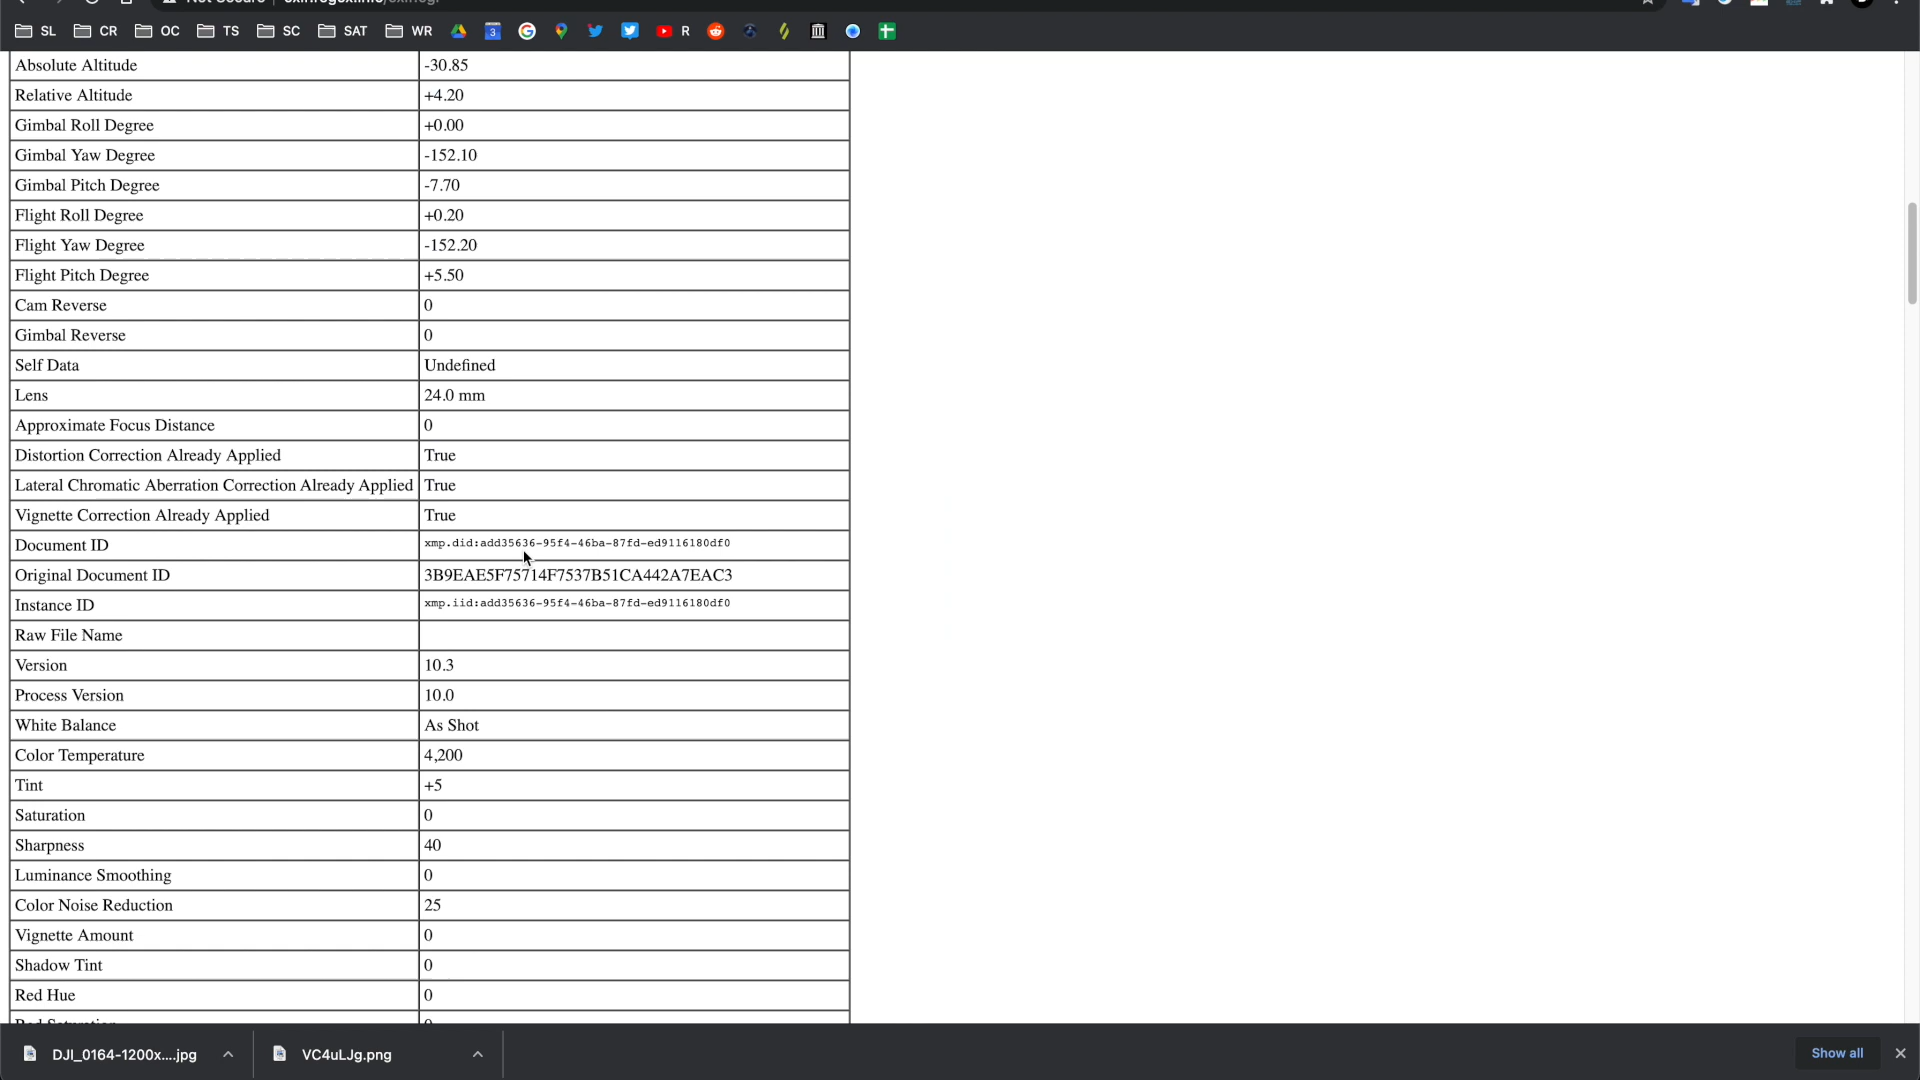 SL CR OC TS SC SAT WR R
Absolute Altitude -30.85
Relative Altitude +4.20
Gimbal Roll Degree +0.00
Gimbal Yaw Degree -152.10
Gimbal Pitch Degree -7.70
Flight Roll Degree +0.20
Flight Yaw Degree -152.20
Flight Pitch Degree +5.50
Cam Reverse 0
Gimbal Reverse 0
Self Data Undefined
Lens 24.0 mm
Approximate Focus Distance 0
Distortion Correction Already Applied True
Lateral Chromatic Aberration Correction Already Applied True
Vignette Correction Already Applied True
Document ID xmp.did:add35636-95f4-46ba-87fd-ed9116180df0
Original Document ID 3B9EAE5F75714F7537B51CA442A7EAC3
Instance ID xmp.iid:add35636-95f4-46ba-87fd-ed9116180df0
Raw File Name
Version 10.3
Process Version 10.0
White Balance As Shot
Color Temperature 4,200
Tint +5
Saturation 0
Sharpness 40
Luminance Smoothing 0
Color Noise Reduction 25
Vignette Amount 0
Shadow Tint 0
Red Hue 0
DJI_0164-1200x....jpg VC4uLJg.png Show all